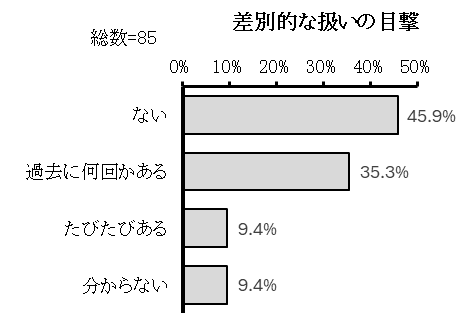 差別的な扱いの目撃
総数=85
0% 10% 20% 30% 40% 50%
ない 45.9%
過去に何回かある 35.3%
たびたびある 9.4%
分からない 9.4%